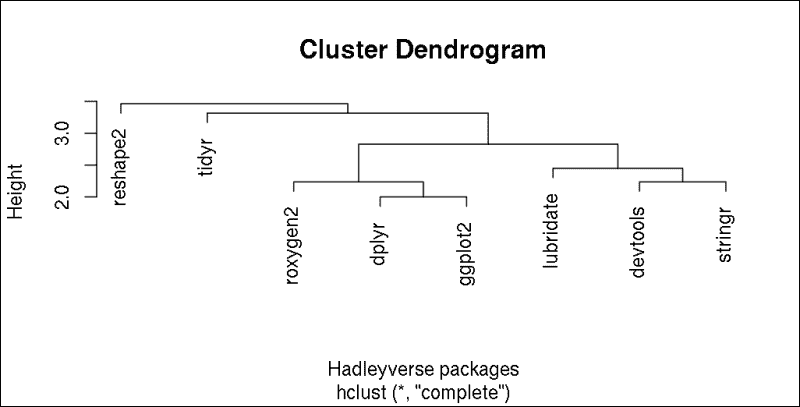 Cluster Dendrogram
Height
3.0
2.0
reshape2
tidyr
roxygen2
dplyr
ggplot2
lubridate
devtools
stringr
Hadleyverse packages
hclust (*, "complete")